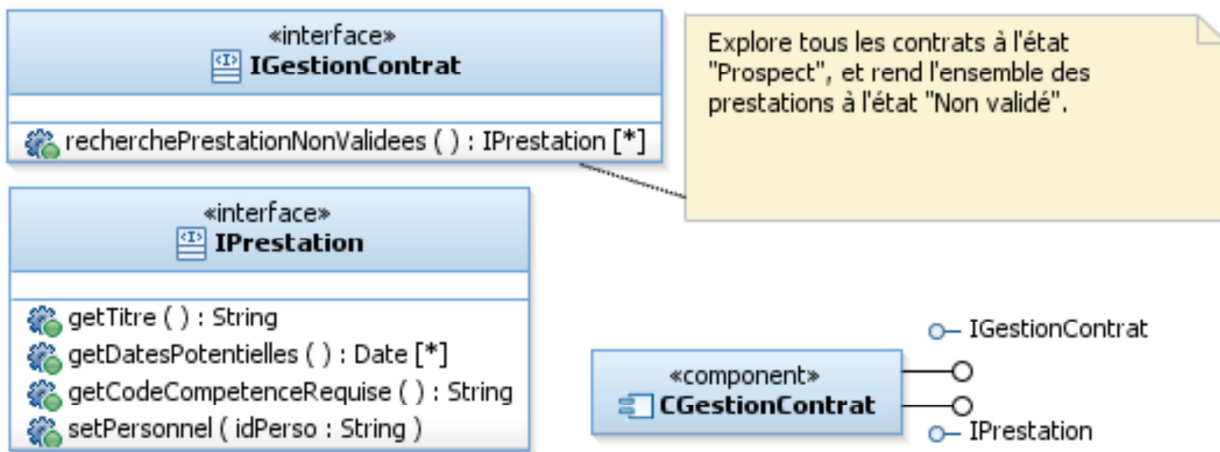 «interface»
IGestionContrat
recherchePrestationNonValidees ( ) : IPrestation [*]
Explore tous les contrats à l'état
"Prospect", et rend l'ensemble des
prestations à l'état "Non validé".
«interface»
IPrestation
getTitre ( ) : String
getDatesPotentielles ( ) : Date [*]
getCodeCompetenceRequise ( ) : String
setPersonnel ( idPerso : String )
«component»
CGestionContrat
IGestionContrat
IPrestation